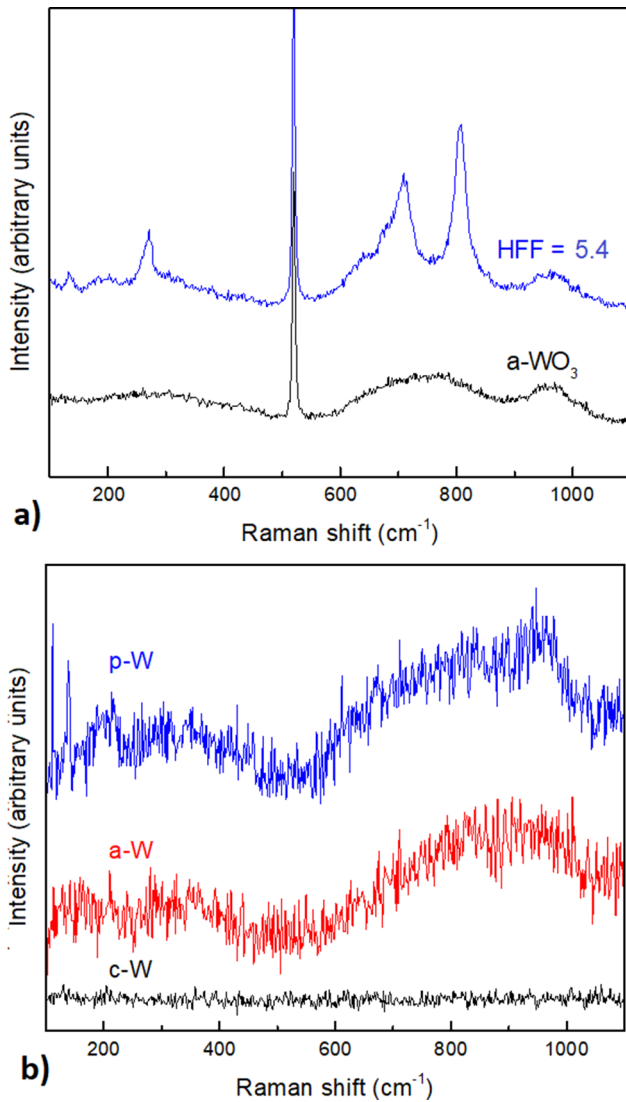 Intensity (arbitrary units)
HFF = 5.4
a-WO₃
200 400 600 800 1000
Raman shift (cm⁻¹)
a)
Intensity (arbitrary units)
p-W
a-W
c-W
200 400 600 800 1000
Raman shift (cm⁻¹)
b)